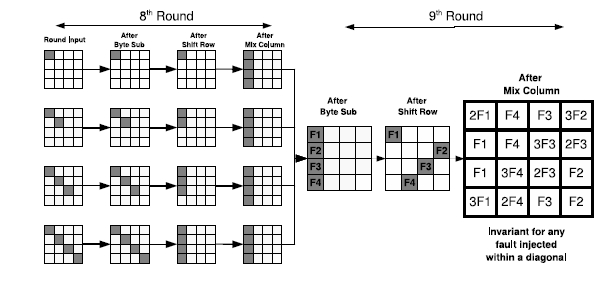 8th Round
9th Round
Round Input
After
Byte Sub
After
Shift Row
After
Mix Column
After
Byte Sub
After
Shift Row
After
Mix Column
F1
F2
F3
F4
F1
F2
F3
F4
2F1 F4 F3 3F2
F1 F4 3F3 2F3
F1 3F4 2F3 F2
3F1 2F4 F3 F2
Invariant for any
fault injected
within a diagonal